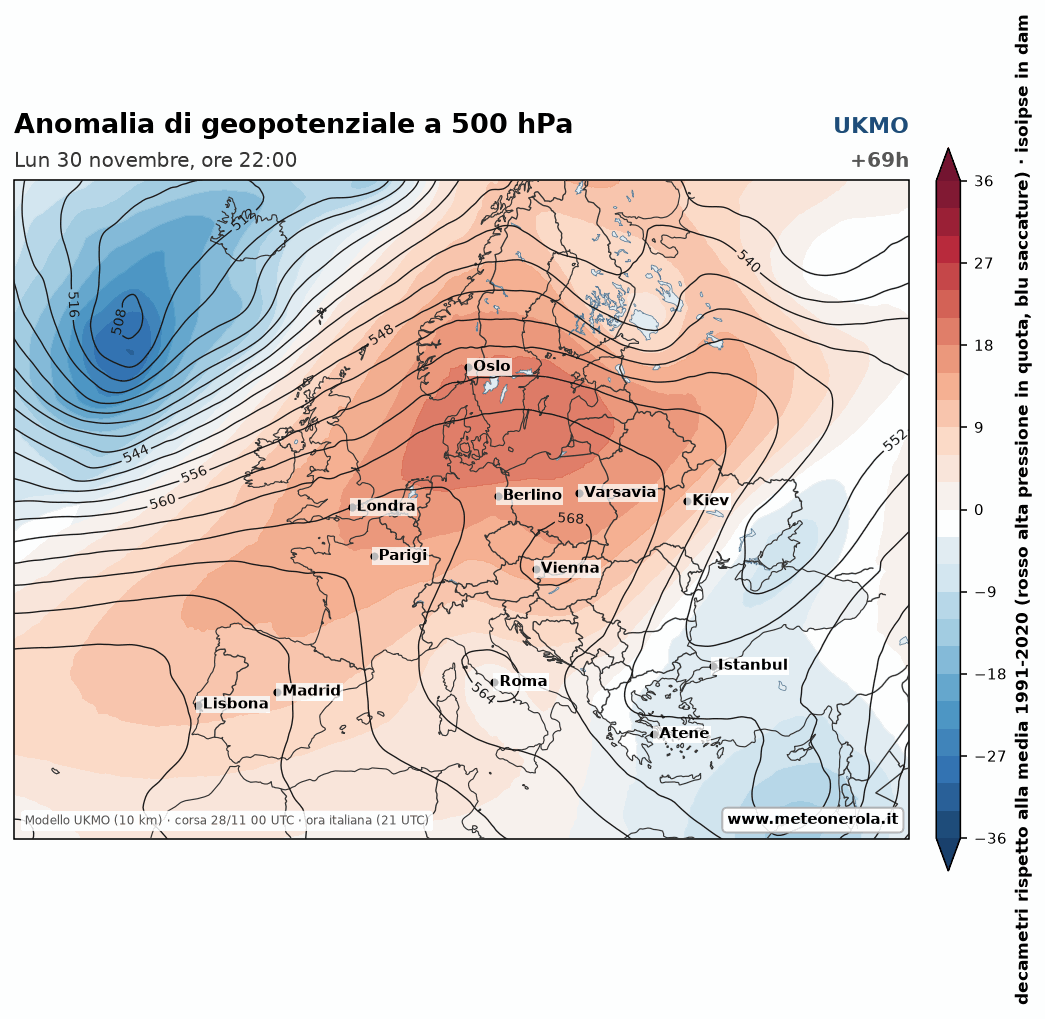 Anomalia di geopotenziale a 500 hPa
UKMO
Lun 30 novembre, ore 22:00
+69h
516
508
548
540
544
556
560
552
568
564
Oslo
Londra
Berlino
Varsavia
Kiev
Parigi
Vienna
Istanbul
Roma
Madrid
Lisbona
Atene
Modello UKMO (10 km) · corsa 28/11 00 UTC · ora italiana (21 UTC)
www.meteonerola.it
36
27
18
9
0
−9
−18
−27
−36
decametri rispetto alla media 1991-2020 (rosso alta pressione in quota, blu saccature) · isoipse in dam